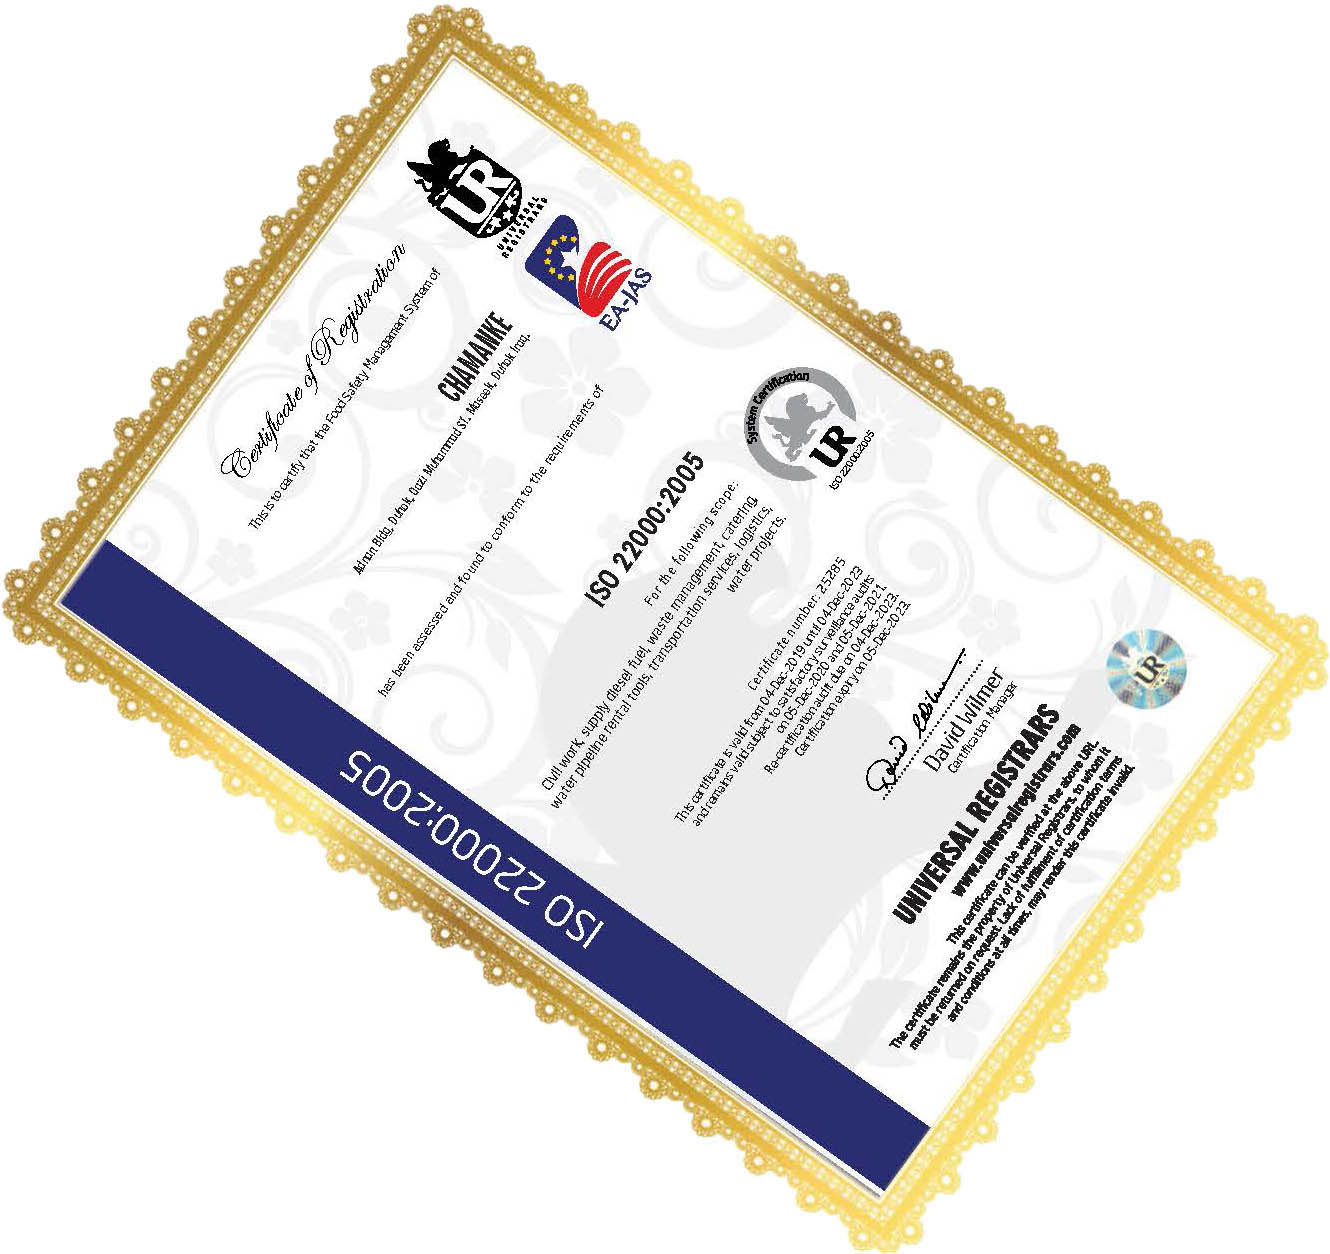 UR
UNIVERSAL
REGISTRARS
EA-IAS
Certificate of Registration
This is to certify that the Food Safety Management System of
CHAMANKE
Adnan Bldg, Duhok, Qazi Muhammad St. Maseek, Duhok Iraq.
has been assessed and found to conform to the requirements of
ISO 22000:2005
For the following scope:
Civil work, supply diesel fuel, waste management, catering,
water pipeline rental tools, transportation services, logistics,
water projects.
System Certification
UR
ISO 22000:2005
Certificate number: 25285
This certificate is valid from 04-Dec-2019 until 04-Dec-2023
and remains valid subject to satisfactory surveillance audits
on 05-Dec-2020 and 05-Dec-2021.
Re-certification audit due on 04-Dec-2023.
Certification expiry on 05-Dec-2023.
David Wilmer
Certification Manager
UR
UNIVERSAL REGISTRARS
www.universalregistrars.com
This certificate can be verified at the above URL.
The certificate remains the property of Universal Registrars, to whom it
must be returned on request. Lack of fulfilment of certification terms
and conditions at all times, may render this certificate invalid.
ISO 22000:2005